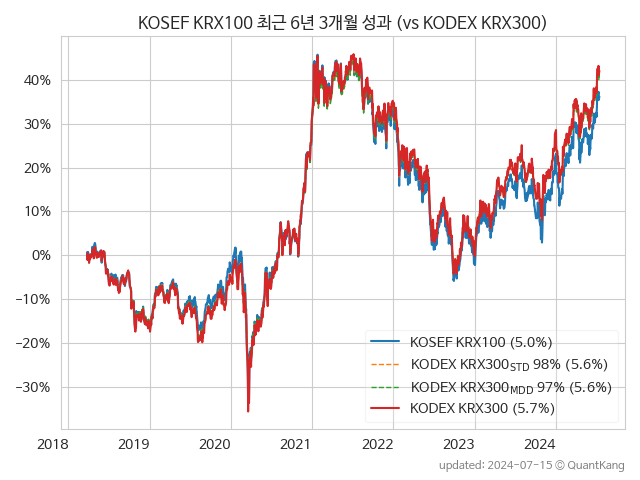 KOSEF KRX100 최근 6년 3개월 성과 (vs KODEX KRX300)
40%
30%
20%
10%
0%
−10%
−20%
−30%
KOSEF KRX100 (5.0%)
KODEX KRX300STD 98% (5.6%)
KODEX KRX300MDD 97% (5.6%)
KODEX KRX300 (5.7%)
2018 2019 2020 2021 2022 2023 2024
updated: 2024-07-15 © QuantKang